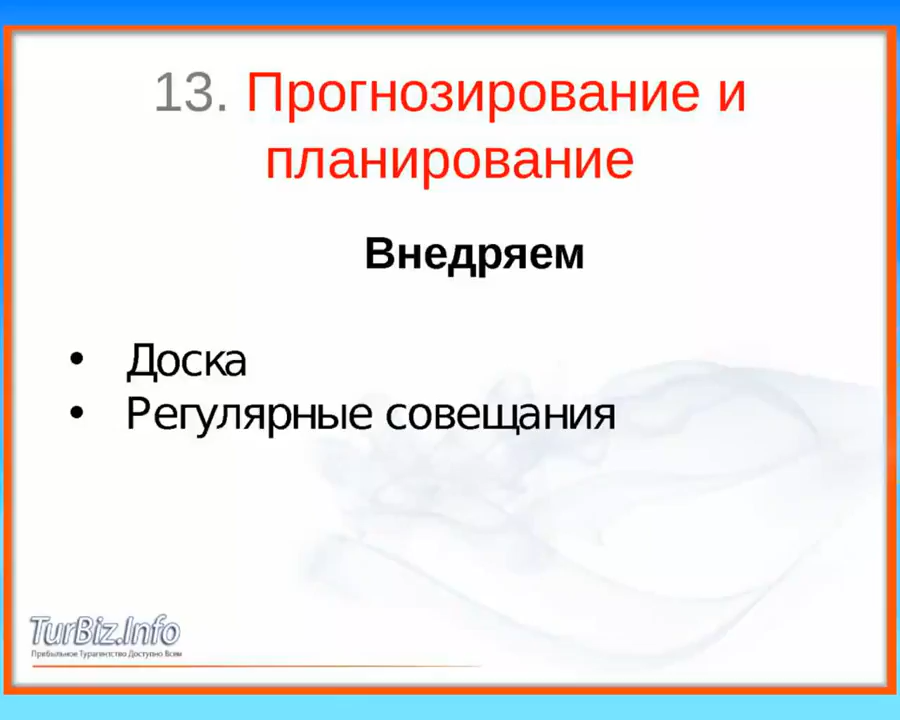 13. Прогнозирование и
планирование
Внедряем
• Доска
• Регулярные совещания
TurBiz.Info
Прибыльное Турагентство Доступно Всем